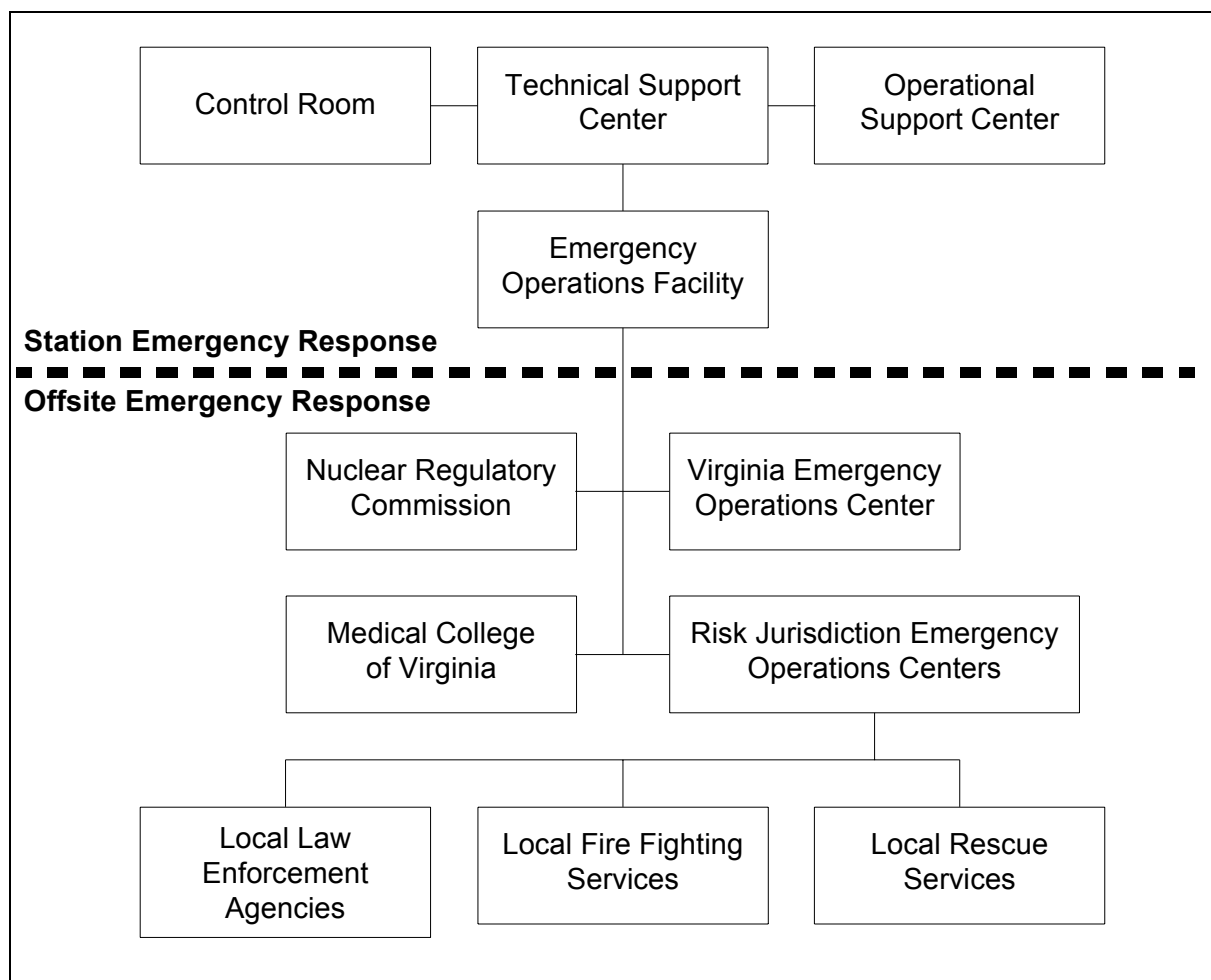 Control Room
Technical Support
Center
Operational
Support Center
Emergency
Operations Facility
Station Emergency Response
Offsite Emergency Response
Nuclear Regulatory
Commission
Virginia Emergency
Operations Center
Medical College
of Virginia
Risk Jurisdiction Emergency
Operations Centers
Local Law
Enforcement
Agencies
Local Fire Fighting
Services
Local Rescue
Services